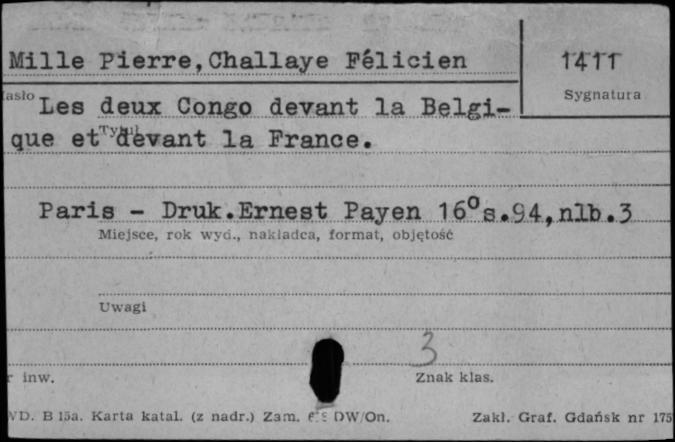 Mille Pierre, Challaye Félicien
1411
Sygnatura
asło Les deux Congo devant la Belgi-
Tytuł
que et devant la France.
Paris - Druk. Ernest Payen 16° s. 94, nlb. 3
Miejsce, rok wyd., nakładca, format, objętość
Uwagi
3
r inw.
Znak klas.
WD. B 15a. Karta katal. (z nadr.) Zam. DW/On.
Zakł. Graf. Gdańsk nr 175